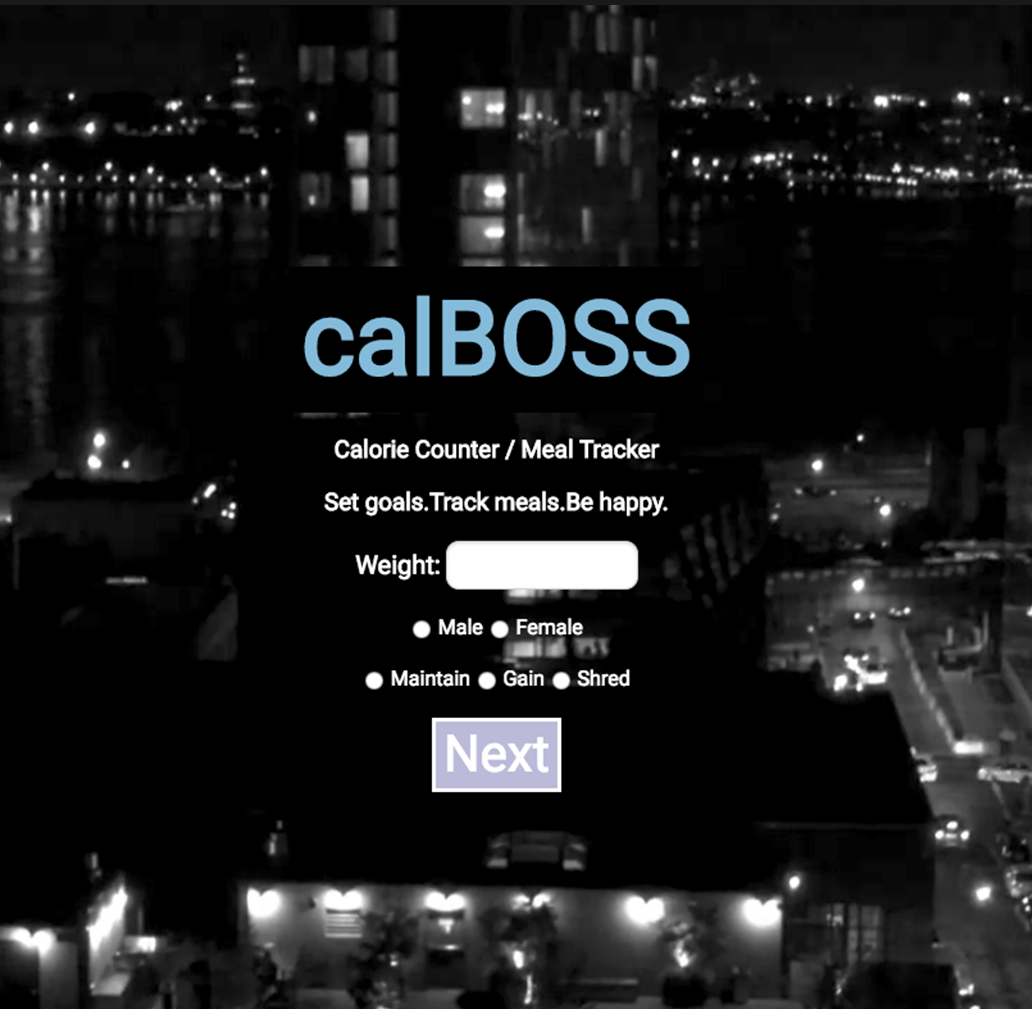 calBOSS
Calorie Counter / Meal Tracker
Set goals.Track meals.Be happy.
Weight:
Male Female
Maintain Gain Shred
Next